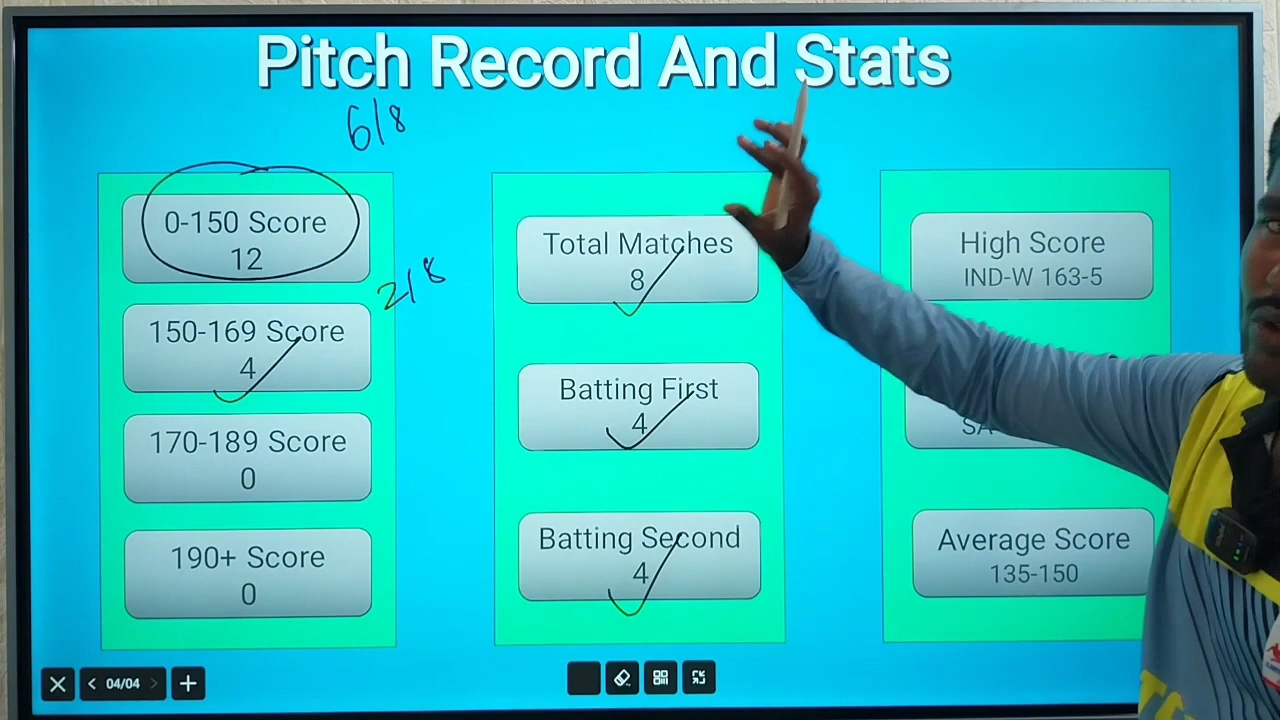 Pitch Record And Stats
6/8
0-150 Score
12
2/8
150-169 Score
4
170-189 Score
0
190+ Score
0
Total Matches
8
Batting First
4
Batting Second
4
High Score
IND-W 163-5
Average Score
135-150
04/04